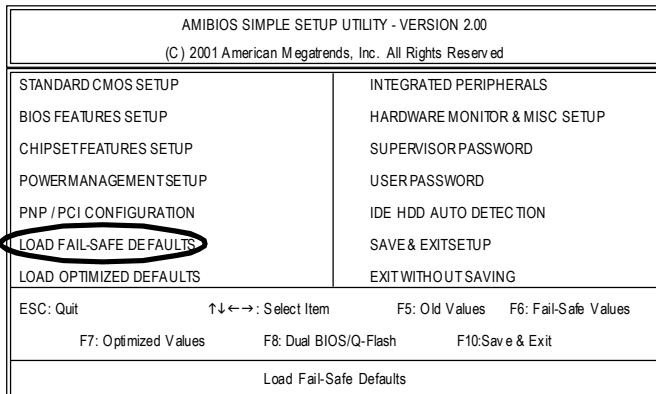 AMIBIOS SIMPLE SETUP UTILITY - VERSION 2.00
(C) 2001 American Megatrends, Inc. All Rights Reserved
STANDARD CMOS SETUP
BIOS FEATURES SETUP
CHIPSET FEATURES SETUP
POWER MANAGEMENT SETUP
PNP / PCI CONFIGURATION
LOAD FAIL-SAFE DEFAULTS
LOAD OPTIMIZED DEFAULTS
INTEGRATED PERIPHERALS
HARDWARE MONITOR & MISC SETUP
SUPERVISOR PASSWORD
USER PASSWORD
IDE HDD AUTO DETECTION
SAVE & EXIT SETUP
EXIT WITHOUT SAVING
ESC: Quit ↑↓←→: Select Item F5: Old Values F6: Fail-Safe Values
F7: Optimized Values F8: Dual BIOS/Q-Flash F10:Save & Exit
Load Fail-Safe Defaults